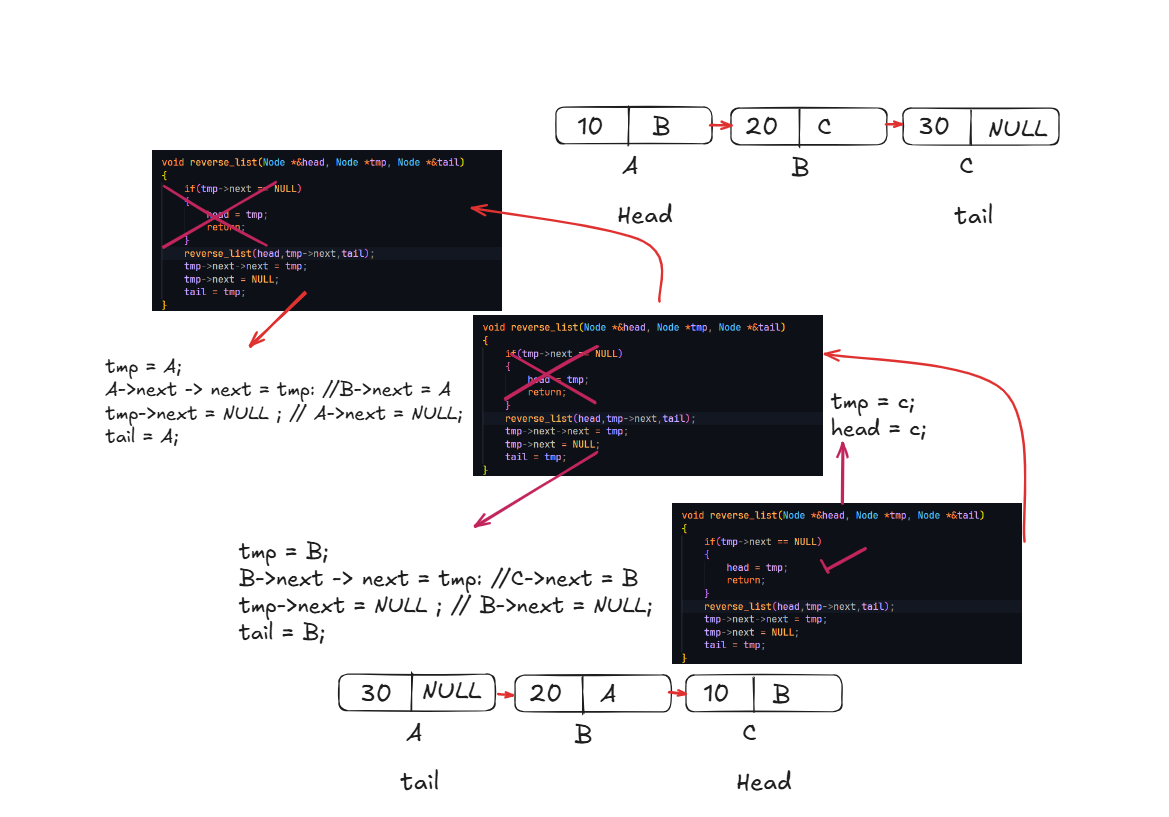 10 B 20 C 30 NULL
A B C
Head tail
void reverse_list(Node *&head, Node *tmp, Node *&tail)
{
if(tmp->next == NULL)
{
head = tmp;
return;
}
reverse_list(head,tmp->next,tail);
tmp->next->next = tmp;
tmp->next = NULL;
tail = tmp;
}
tmp = A;
A->next -> next = tmp: //B->next = A
tmp->next = NULL ; // A->next = NULL;
tail = A;
void reverse_list(Node *&head, Node *tmp, Node *&tail)
{
if(tmp->next == NULL)
{
head = tmp;
return;
}
reverse_list(head,tmp->next,tail);
tmp->next->next = tmp;
tmp->next = NULL;
tail = tmp;
}
tmp = c;
head = c;
tmp = B;
B->next -> next = tmp: //C->next = B
tmp->next = NULL ; // B->next = NULL;
tail = B;
void reverse_list(Node *&head, Node *tmp, Node *&tail)
{
if(tmp->next == NULL)
{
head = tmp;
return;
}
reverse_list(head,tmp->next,tail);
tmp->next->next = tmp;
tmp->next = NULL;
tail = tmp;
}
30 NULL 20 A 10 B
A B C
tail Head